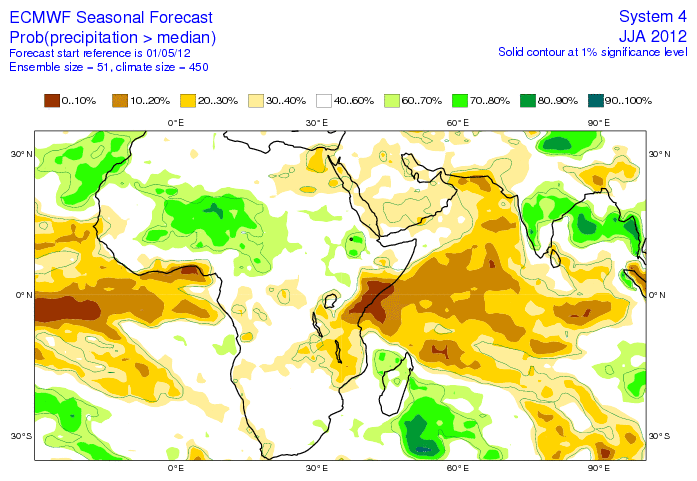 ECMWF Seasonal Forecast
System 4
Prob(precipitation > median)
JJA 2012
Forecast start reference is 01/05/12
Solid contour at 1% significance level
Ensemble size = 51, climate size = 450
0..10% 10..20% 20..30% 30..40% 40..60% 60..70% 70..80% 80..90% 90..100%
0°E 30°E 60°E 90°E
30°N 30°N
0°N 0°N
30°S 30°S
0°E 30°E 60°E 90°E